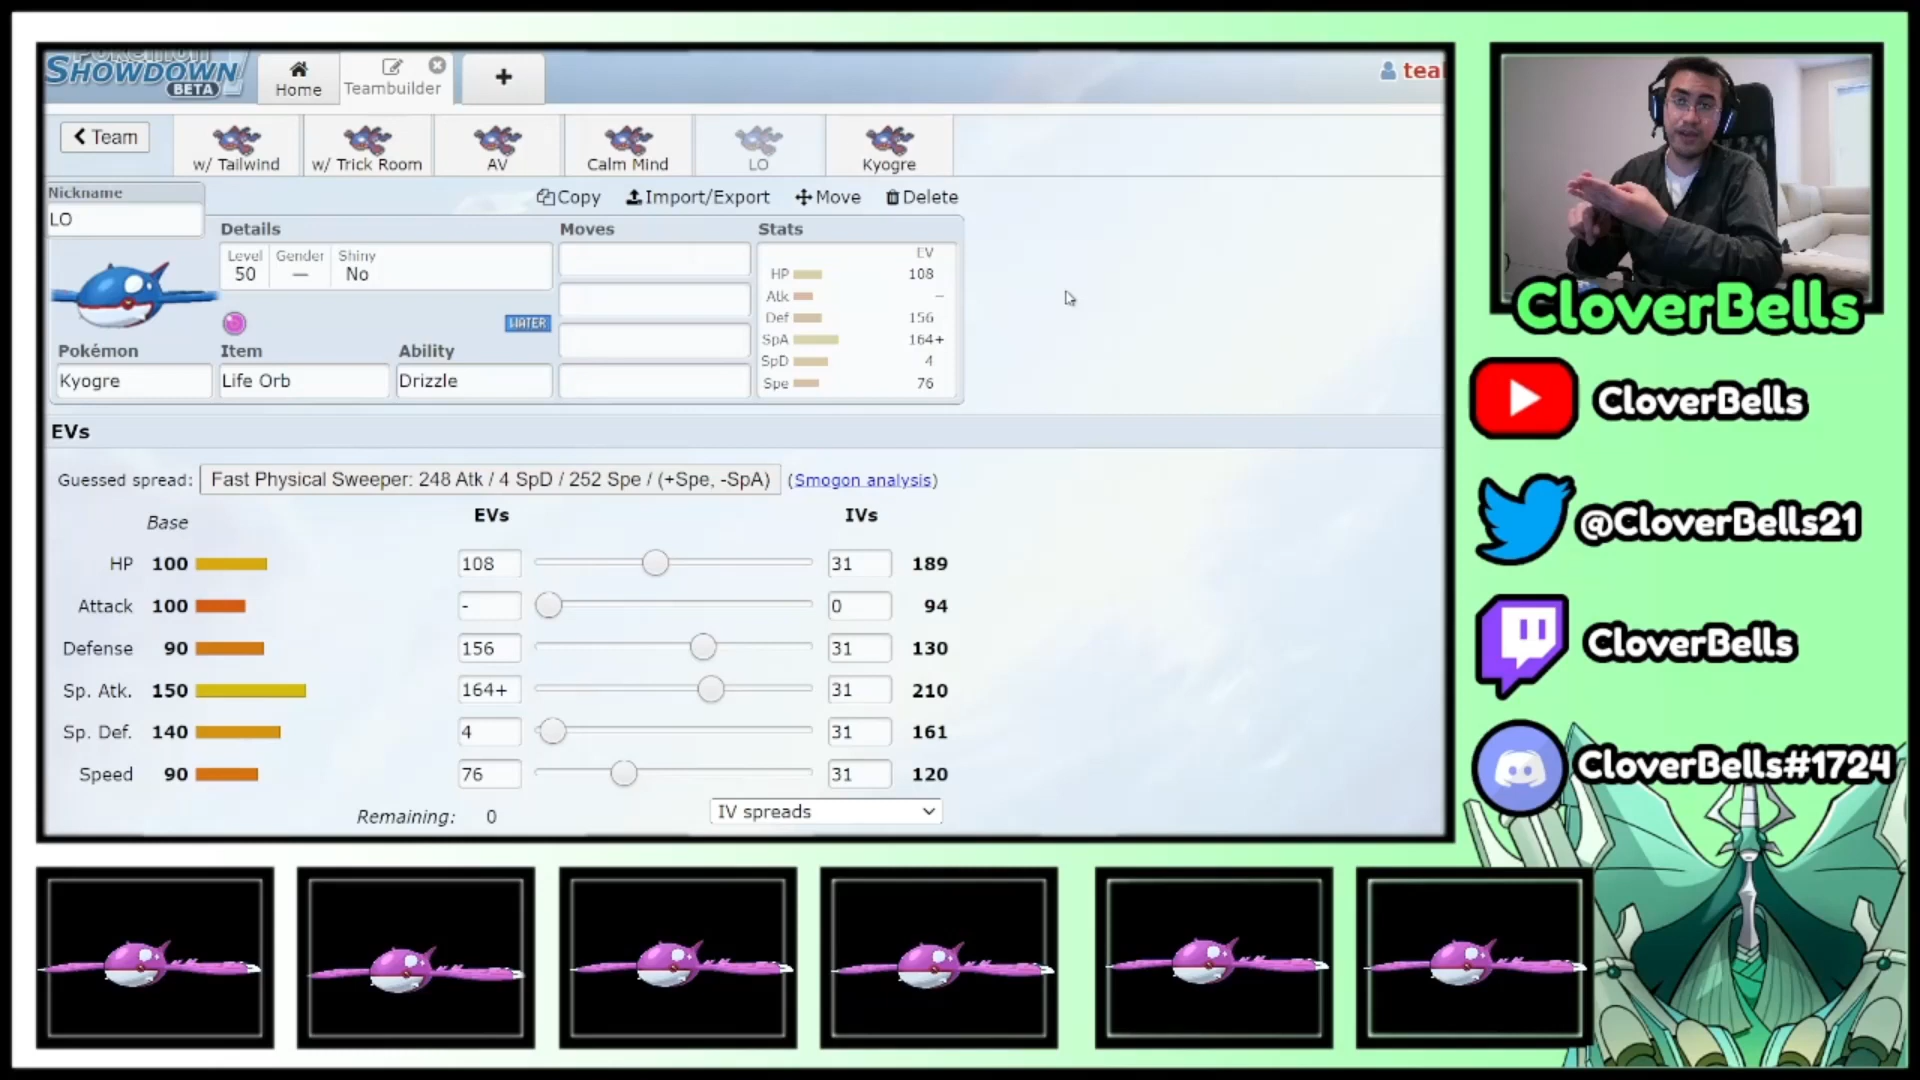 Pokémon
SHOWDOWN
BETA
Home
Teambuilder
+
teal
Team
w/ Tailwind
w/ Trick Room
AV
Calm Mind
LO
Kyogre
Nickname
LO
Copy
Import/Export
Move
Delete
Details
Moves
Stats
Level
50
Gender
—
Shiny
No
EV
HP 108
Atk –
Def 156
SpA 164+
SpD 4
Spe 76
WATER
Pokémon
Item
Ability
Kyogre
Life Orb
Drizzle
EVs
Guessed spread: Fast Physical Sweeper: 248 Atk / 4 SpD / 252 Spe / (+Spe, -SpA) (Smogon analysis)
Base EVs IVs
HP 100 108 31 189
Attack 100 - 0 94
Defense 90 156 31 130
Sp. Atk. 150 164+ 31 210
Sp. Def. 140 4 31 161
Speed 90 76 31 120
Remaining: 0
IV spreads
CloverBells
CloverBells
@CloverBells21
CloverBells
CloverBells#1724